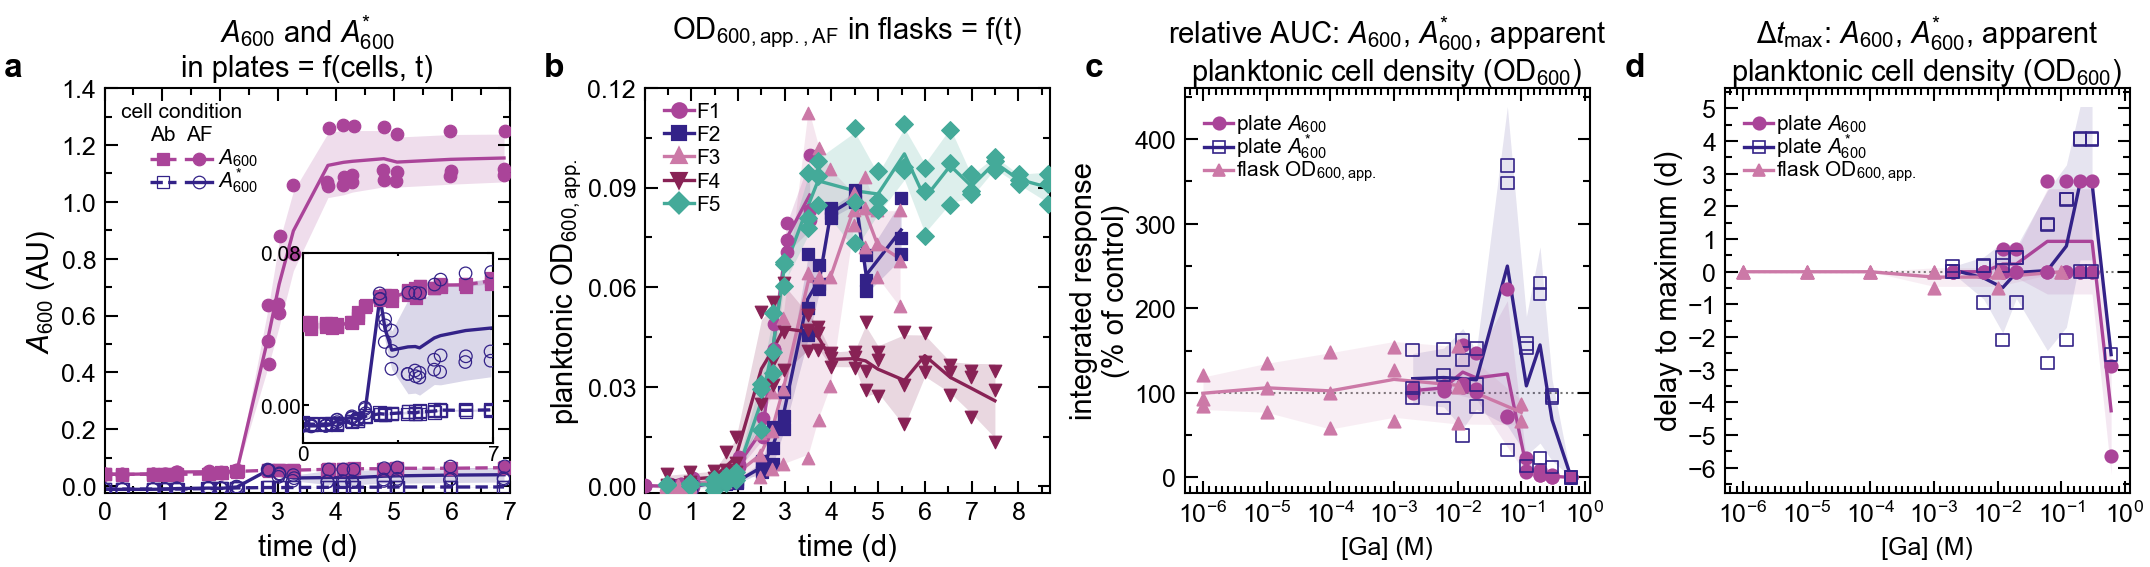 a
A600 and A*600
in plates = f(cells, t)
A600 (AU)
1.4
1.2
1.0
0.8
0.6
0.4
0.2
0.0
cell condition
Ab AF
A600
A*600
0.08
0.00
0 7
0 1 2 3 4 5 6 7
time (d)
b
OD600, app., AF in flasks = f(t)
planktonic OD600, app.
0.12
0.09
0.06
0.03
0.00
F1
F2
F3
F4
F5
0 1 2 3 4 5 6 7 8
time (d)
c
relative AUC: A600, A*600, apparent
planktonic cell density (OD600)
integrated response
(% of control)
400
300
200
100
0
plate A600
plate A*600
flask OD600, app.
10−6 10−5 10−4 10−3 10−2 10−1 100
[Ga] (M)
d
Δtmax: A600, A*600, apparent
planktonic cell density (OD600)
delay to maximum (d)
5
4
3
2
1
0
−1
−2
−3
−4
−5
−6
plate A600
plate A*600
flask OD600, app.
10−6 10−5 10−4 10−3 10−2 10−1 100
[Ga] (M)